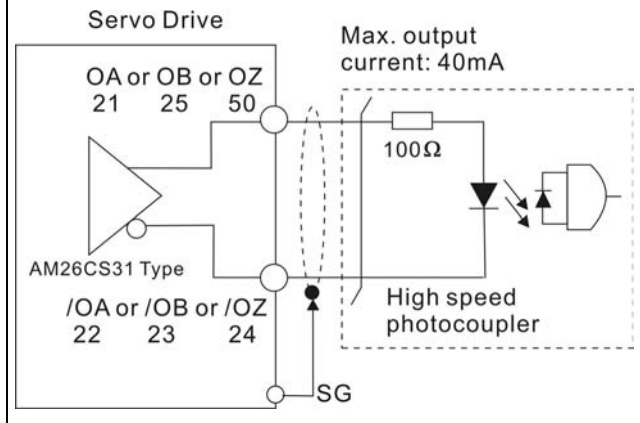 Servo Drive
Max. output
current: 40mA
OA or OB or OZ
21 25 50
100Ω
AM26CS31 Type
/OA or /OB or /OZ
22 23 24
High speed
photocoupler
SG